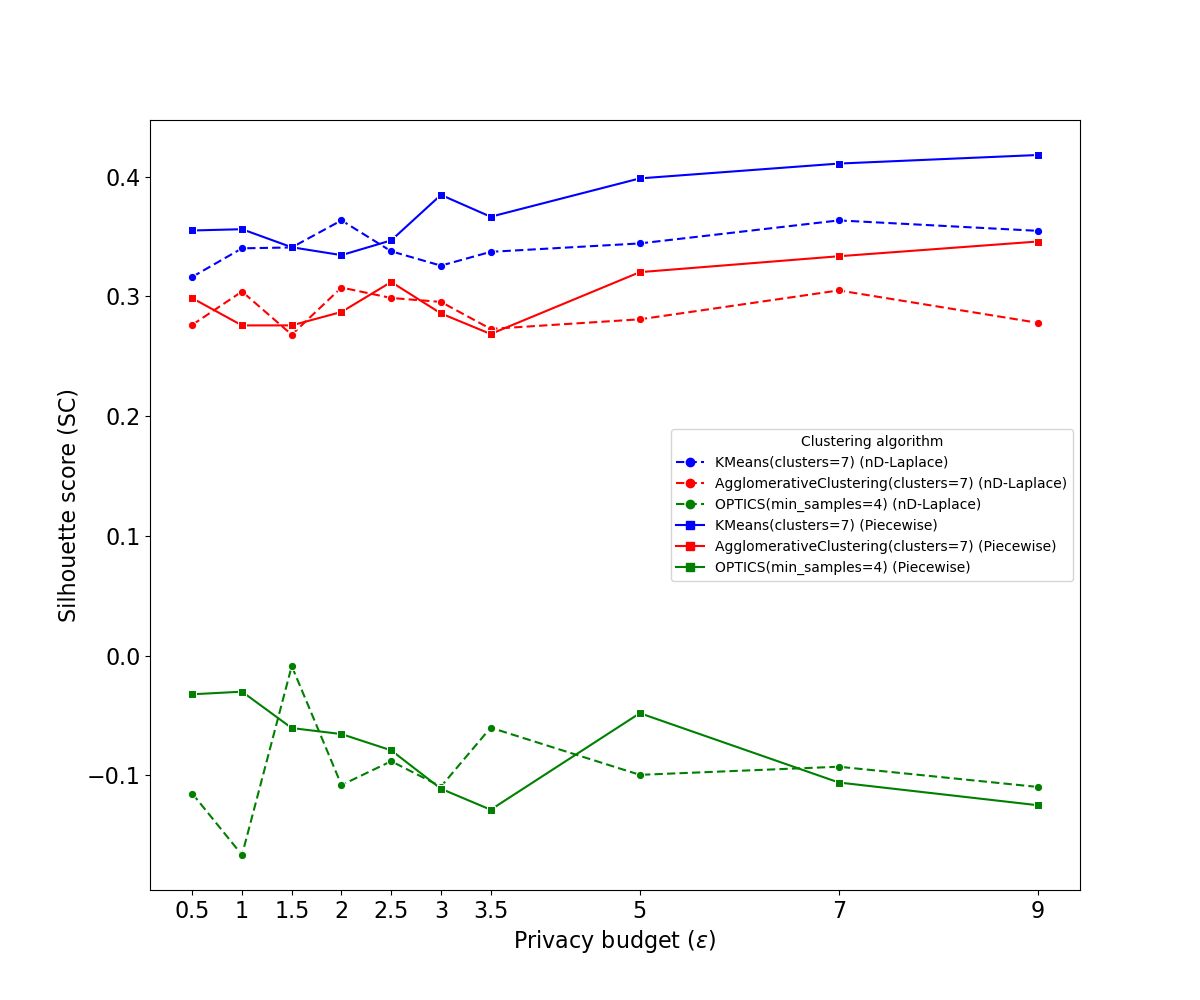 0.4
0.3
0.2
0.1
0.0
−0.1
Silhouette score (SC)
Clustering algorithm
KMeans(clusters=7) (nD-Laplace)
AgglomerativeClustering(clusters=7) (nD-Laplace)
OPTICS(min_samples=4) (nD-Laplace)
KMeans(clusters=7) (Piecewise)
AgglomerativeClustering(clusters=7) (Piecewise)
OPTICS(min_samples=4) (Piecewise)
0.5 1 1.5 2 2.5 3 3.5 5 7 9
Privacy budget (ε)